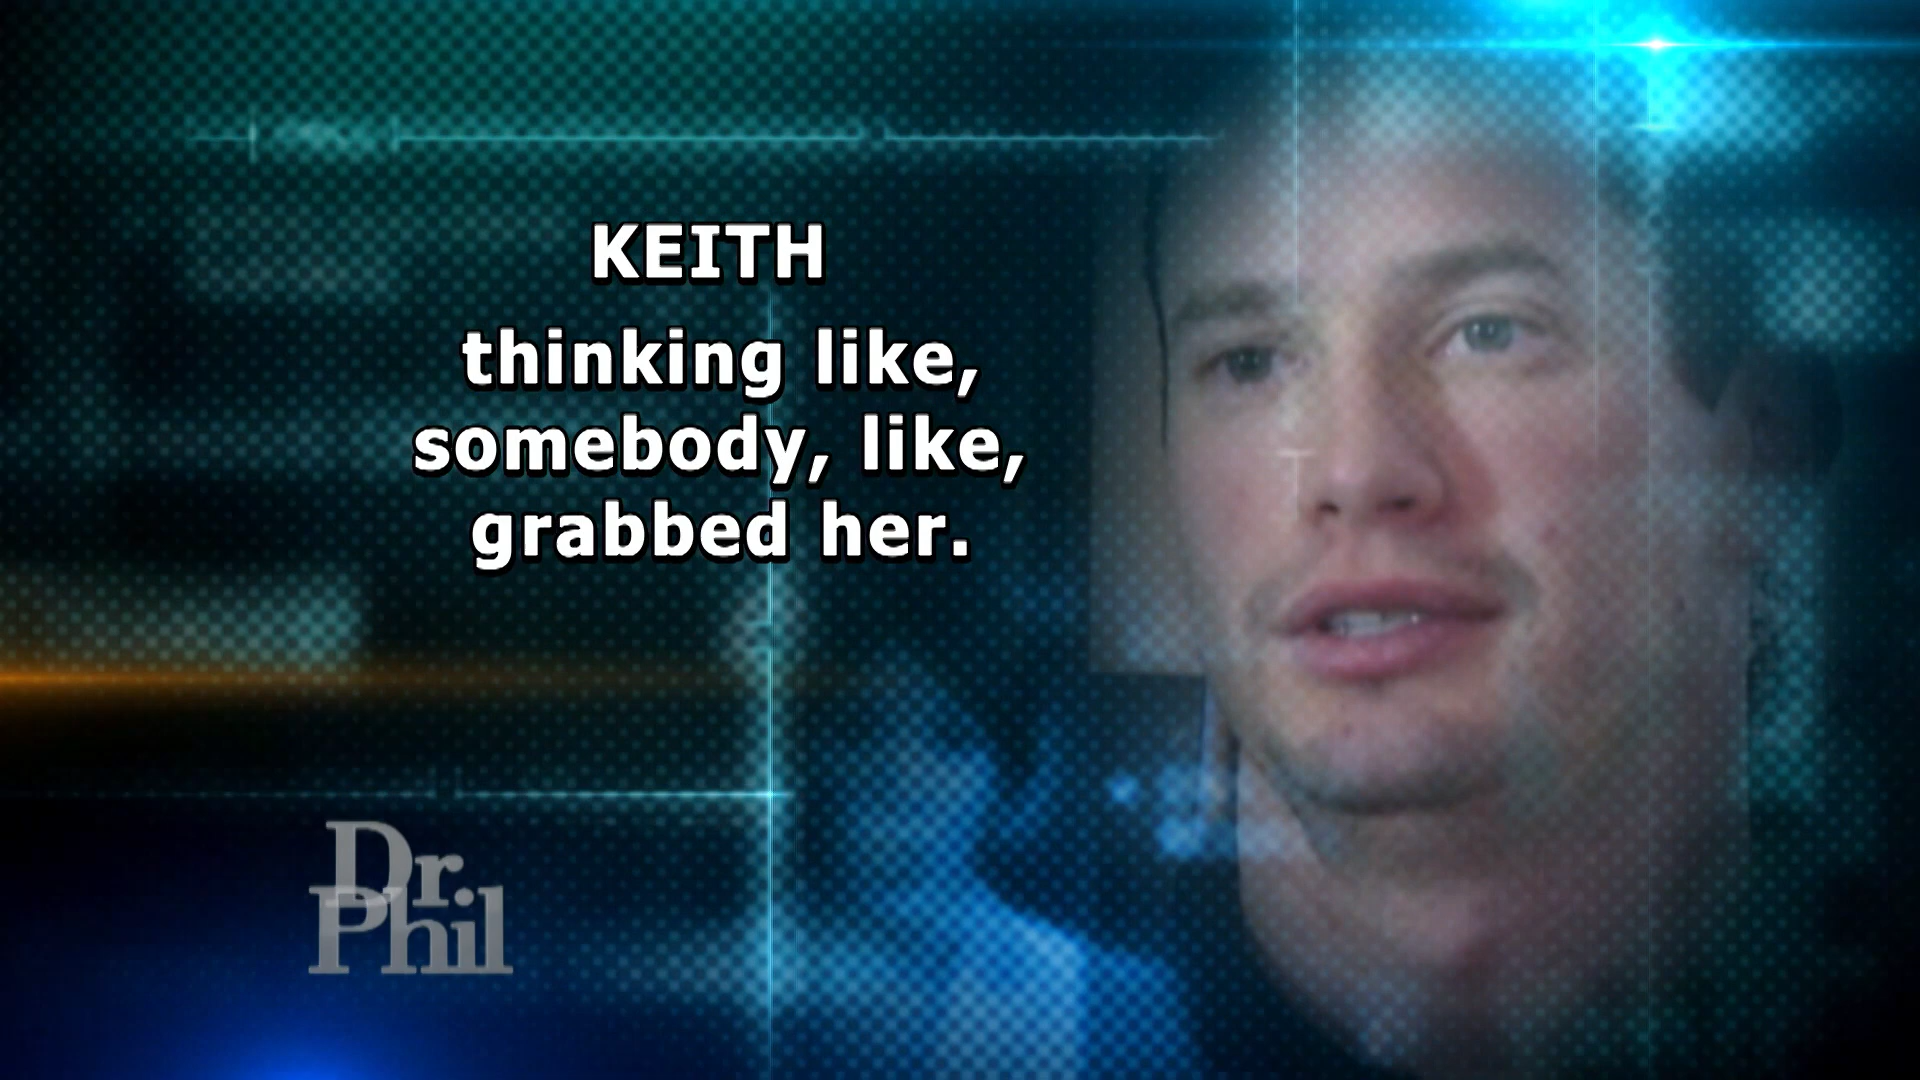 KEITH
thinking like,
somebody, like,
grabbed her.
Dr.
Phil